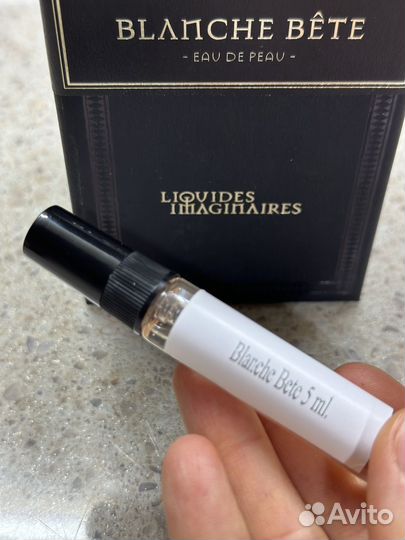 BLANCHE BÊTE
- EAU DE PEAU -
LIQUIDES
IMAGINAIRES
Blanche Bete 5 ml.
Avito